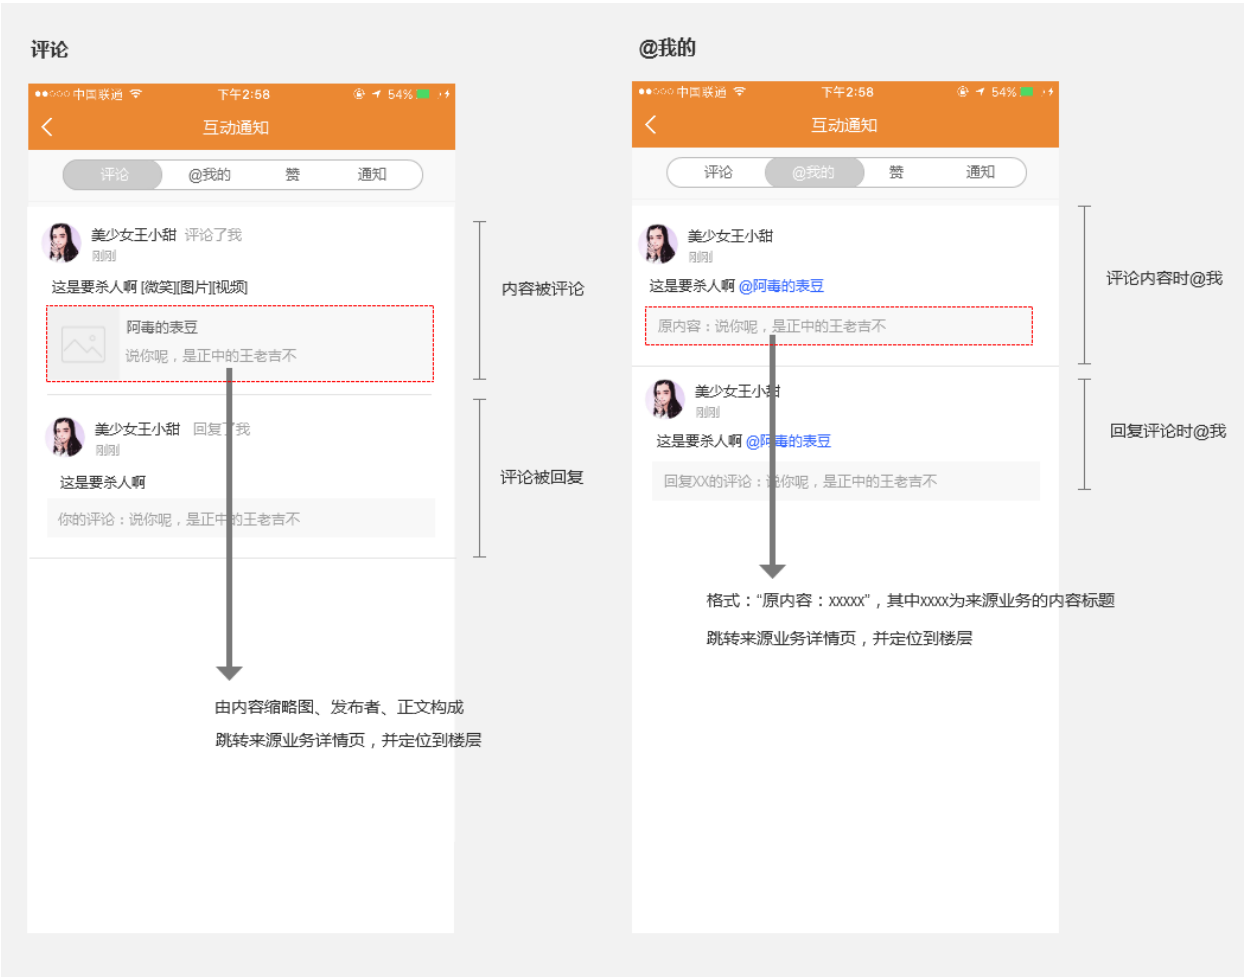 评论
中国联通 下午2:58 54%
互动通知
评论 @我的 赞 通知
美少女王小甜 评论了我
刚刚
这是要杀人啊 [微笑][图片][视频]
阿毒的表豆
说你呢，是正中的王老吉不
内容被评论
美少女王小甜 回复了我
刚刚
这是要杀人啊
你的评论：说你呢，是正中的王老吉不
评论被回复
由内容缩略图、发布者、正文构成
跳转来源业务详情页，并定位到楼层
@我的
中国联通 下午2:58 54%
互动通知
评论 @我的 赞 通知
美少女王小甜
刚刚
这是要杀人啊 @阿毒的表豆
原内容：说你呢，是正中的王老吉不
评论内容时@我
美少女王小甜
刚刚
这是要杀人啊 @阿毒的表豆
回复XX的评论：说你呢，是正中的王老吉不
回复评论时@我
格式：“原内容：xxxxx”，其中xxxx为来源业务的内容标题
跳转来源业务详情页，并定位到楼层